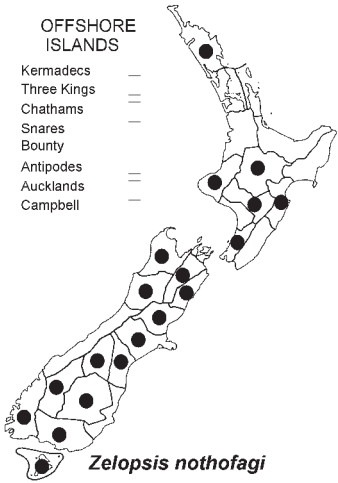 OFFSHORE
ISLANDS
Kermadecs _
Three Kings _
Chathams _
Snares _
Bounty
Antipodes _
Aucklands _
Campbell _
Zelopsis nothofagi